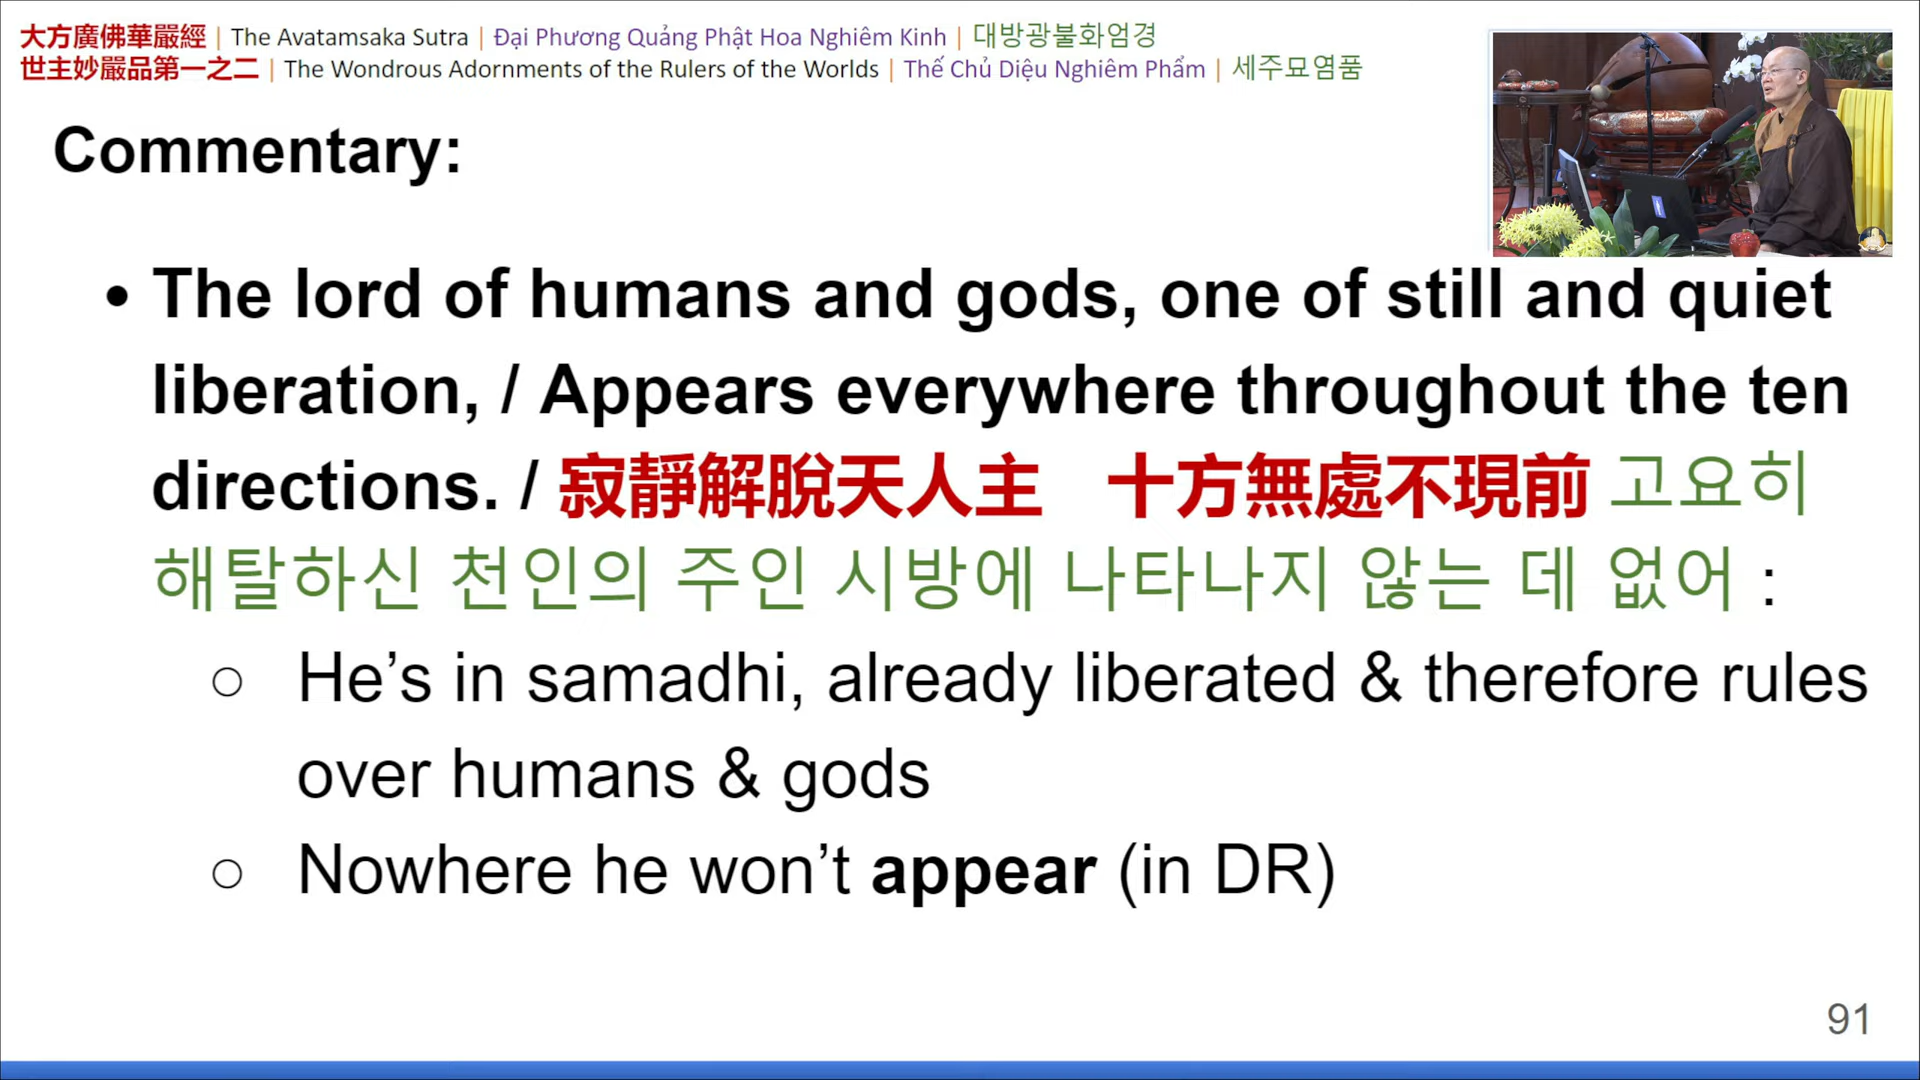 大方廣佛華嚴經 | The Avatamsaka Sutra | Đại Phương Quảng Phật Hoa Nghiêm Kinh | 대방광불화엄경
世主妙嚴品第一之二 | The Wondrous Adornments of the Rulers of the Worlds | Thế Chủ Diệu Nghiêm Phẩm | 세주묘염품
Commentary:
• The lord of humans and gods, one of still and quiet
liberation, / Appears everywhere throughout the ten
directions. / 寂靜解脫天人主 十方無處不現前 고요히
해탈하신 천인의 주인 시방에 나타나지 않는 데 없어 :
○ He’s in samadhi, already liberated & therefore rules
over humans & gods
○ Nowhere he won’t appear (in DR)
91